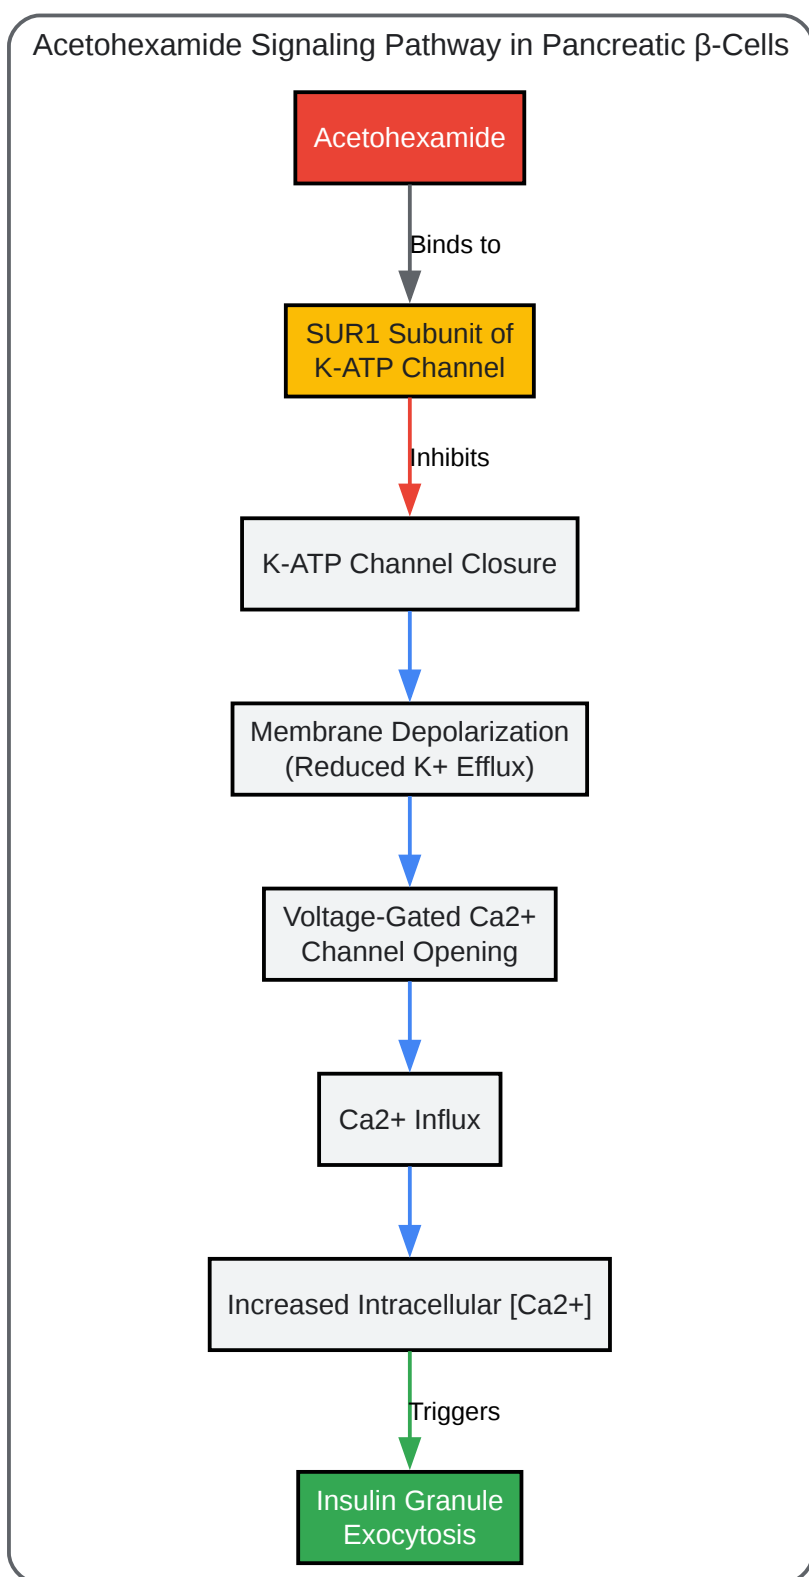 Acetohexamide Signaling Pathway in Pancreatic β-Cells
Acetohexamide
Binds to
SUR1 Subunit of
K-ATP Channel
Inhibits
K-ATP Channel Closure
Membrane Depolarization
(Reduced K+ Efflux)
Voltage-Gated Ca2+
Channel Opening
Ca2+ Influx
Increased Intracellular [Ca2+]
Triggers
Insulin Granule
Exocytosis